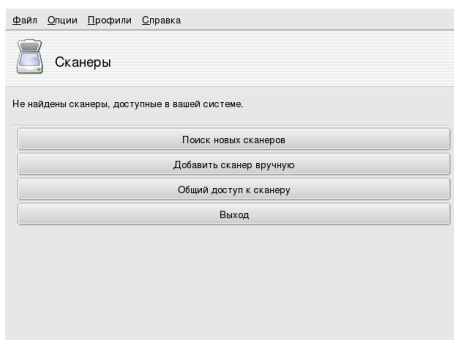 Файл Опции Профили Справка
Сканеры
Не найдены сканеры, доступные в вашей системе.
Поиск новых сканеров
Добавить сканер вручную
Общий доступ к сканеру
Выход